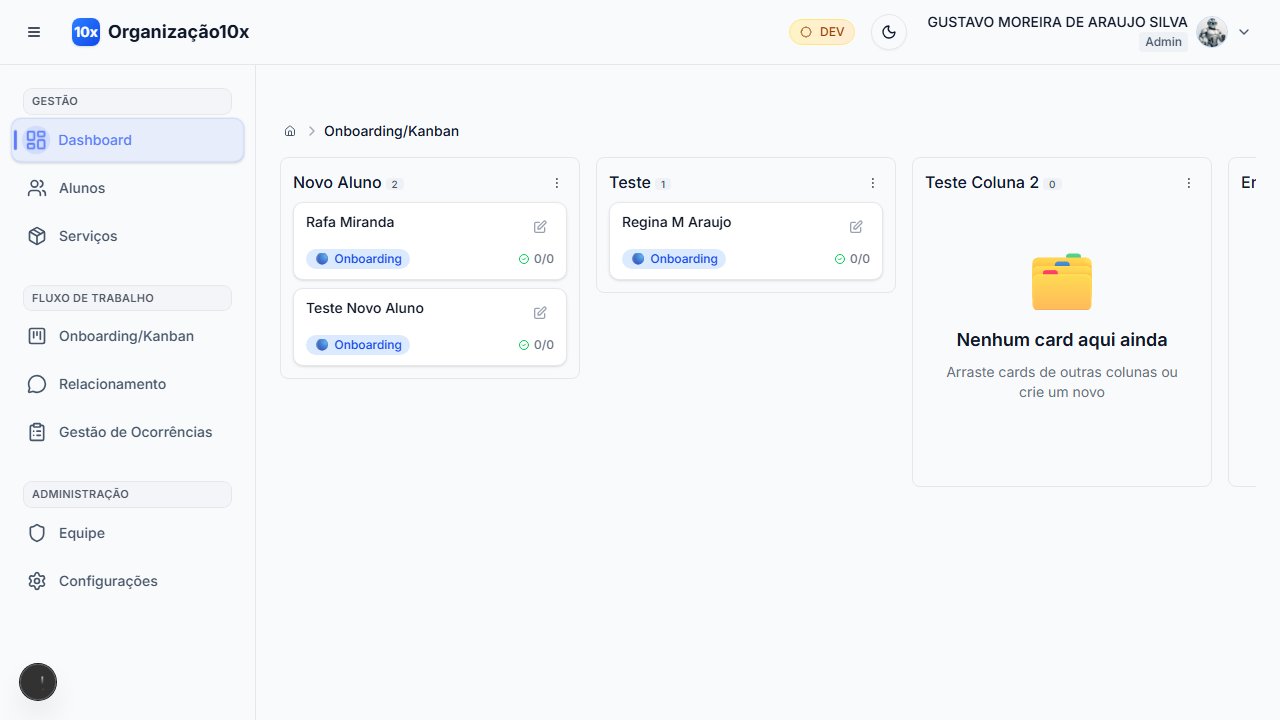 10x Organização10x
DEV
GUSTAVO MOREIRA DE ARAUJO SILVA
Admin
GESTÃO
Dashboard
Alunos
Serviços
FLUXO DE TRABALHO
Onboarding/Kanban
Relacionamento
Gestão de Ocorrências
ADMINISTRAÇÃO
Equipe
Configurações
Onboarding/Kanban
Novo Aluno 2
Rafa Miranda
Onboarding 0/0
Teste Novo Aluno
Onboarding 0/0
Teste 1
Regina M Araujo
Onboarding 0/0
Teste Coluna 2 0
Nenhum card aqui ainda
Arraste cards de outras colunas ou
crie um novo